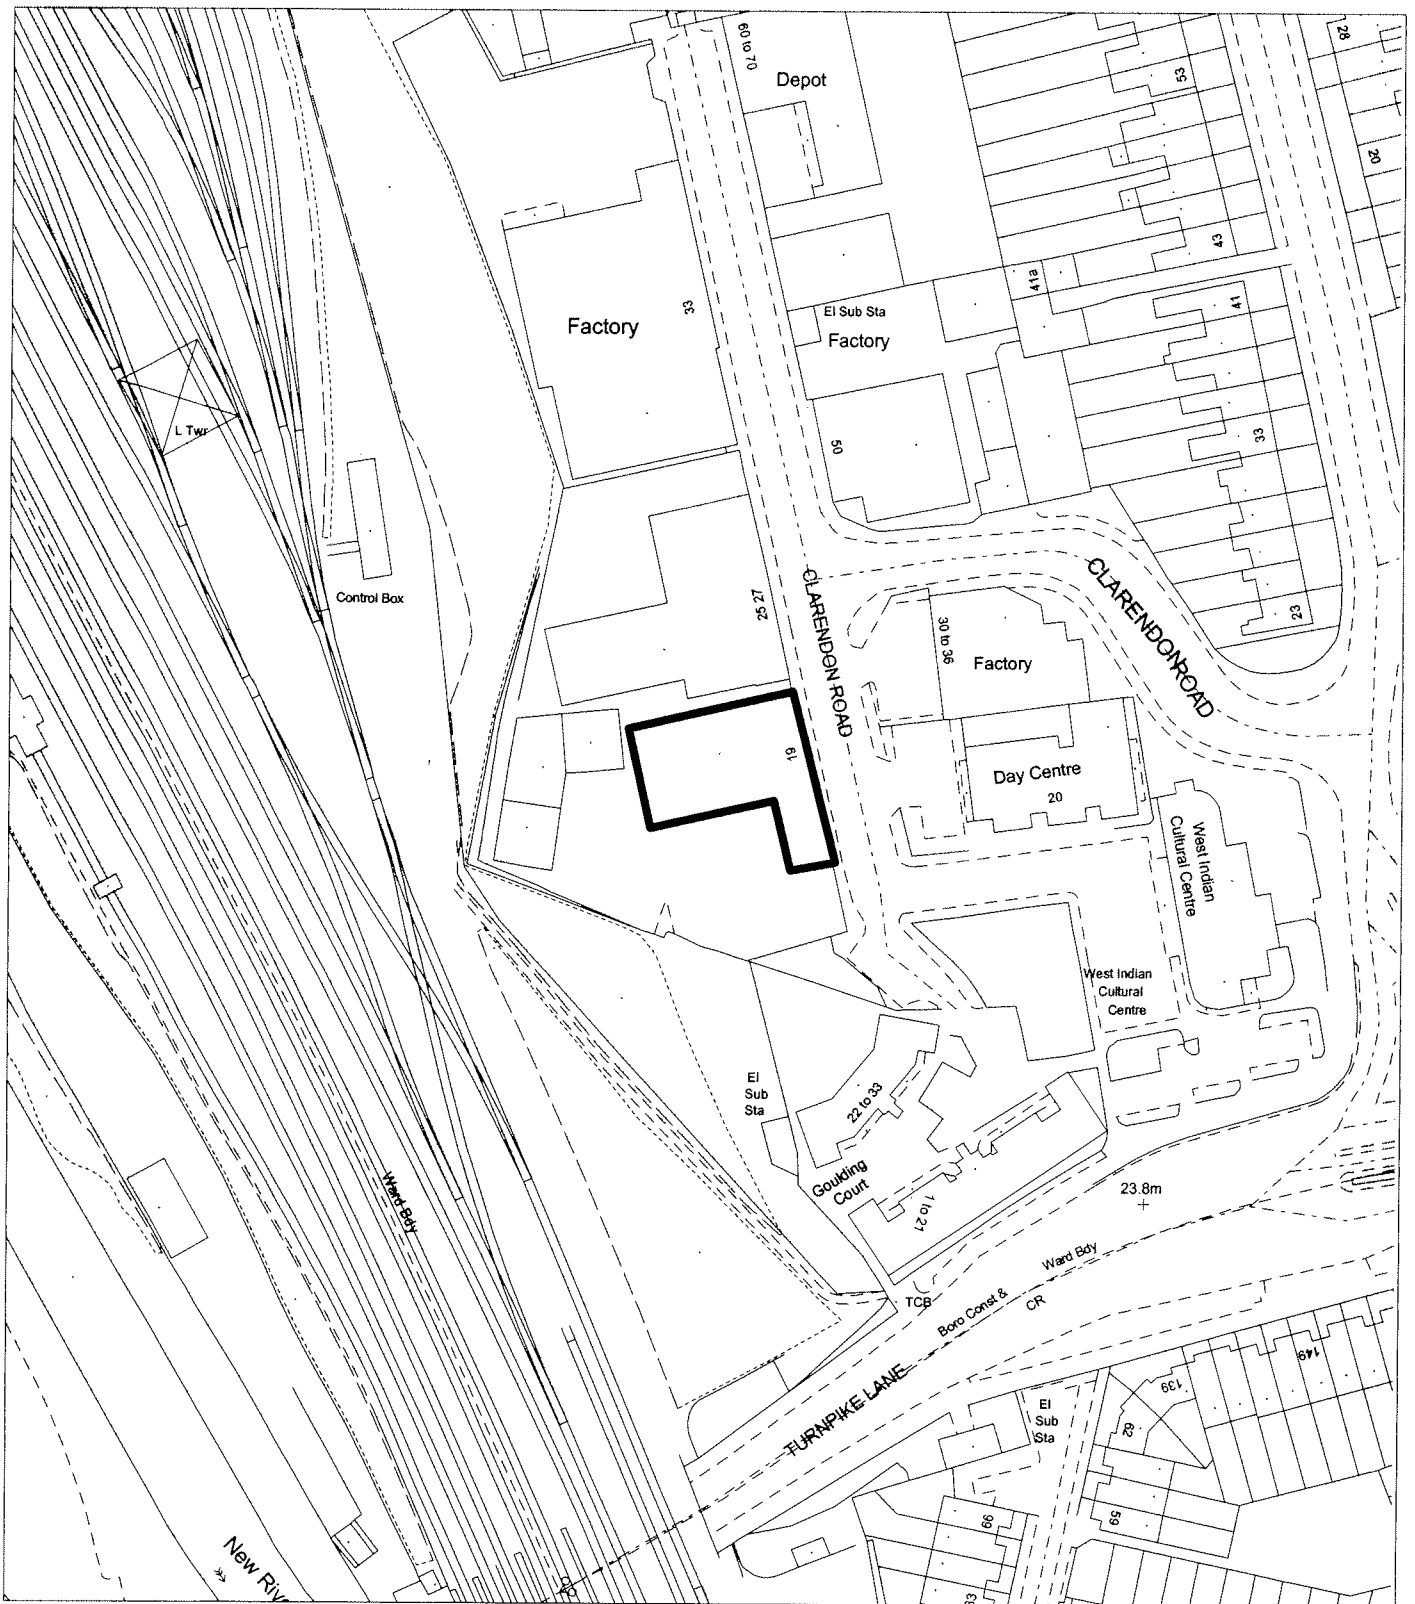 60 to 70
Depot
53
28
20
43
41a
41
33
El Sub Sta
Factory
Factory
33
L Twr
50
Control Box
25 27
CLARENDON ROAD
CLARENDON ROAD
23
30 to 36
Factory
19
Day Centre
20
West Indian
Cultural Centre
West Indian
Cultural
Centre
El
Sub
Sta
22 to 33
Goulding
Court
1 to 21
23.8m
Ward Bdy
Ward Bdy
Boro Const &
CR
TCB
TURNPIKE LANE
149
139
62
El
Sub
Sta
59
66
63
New Riv